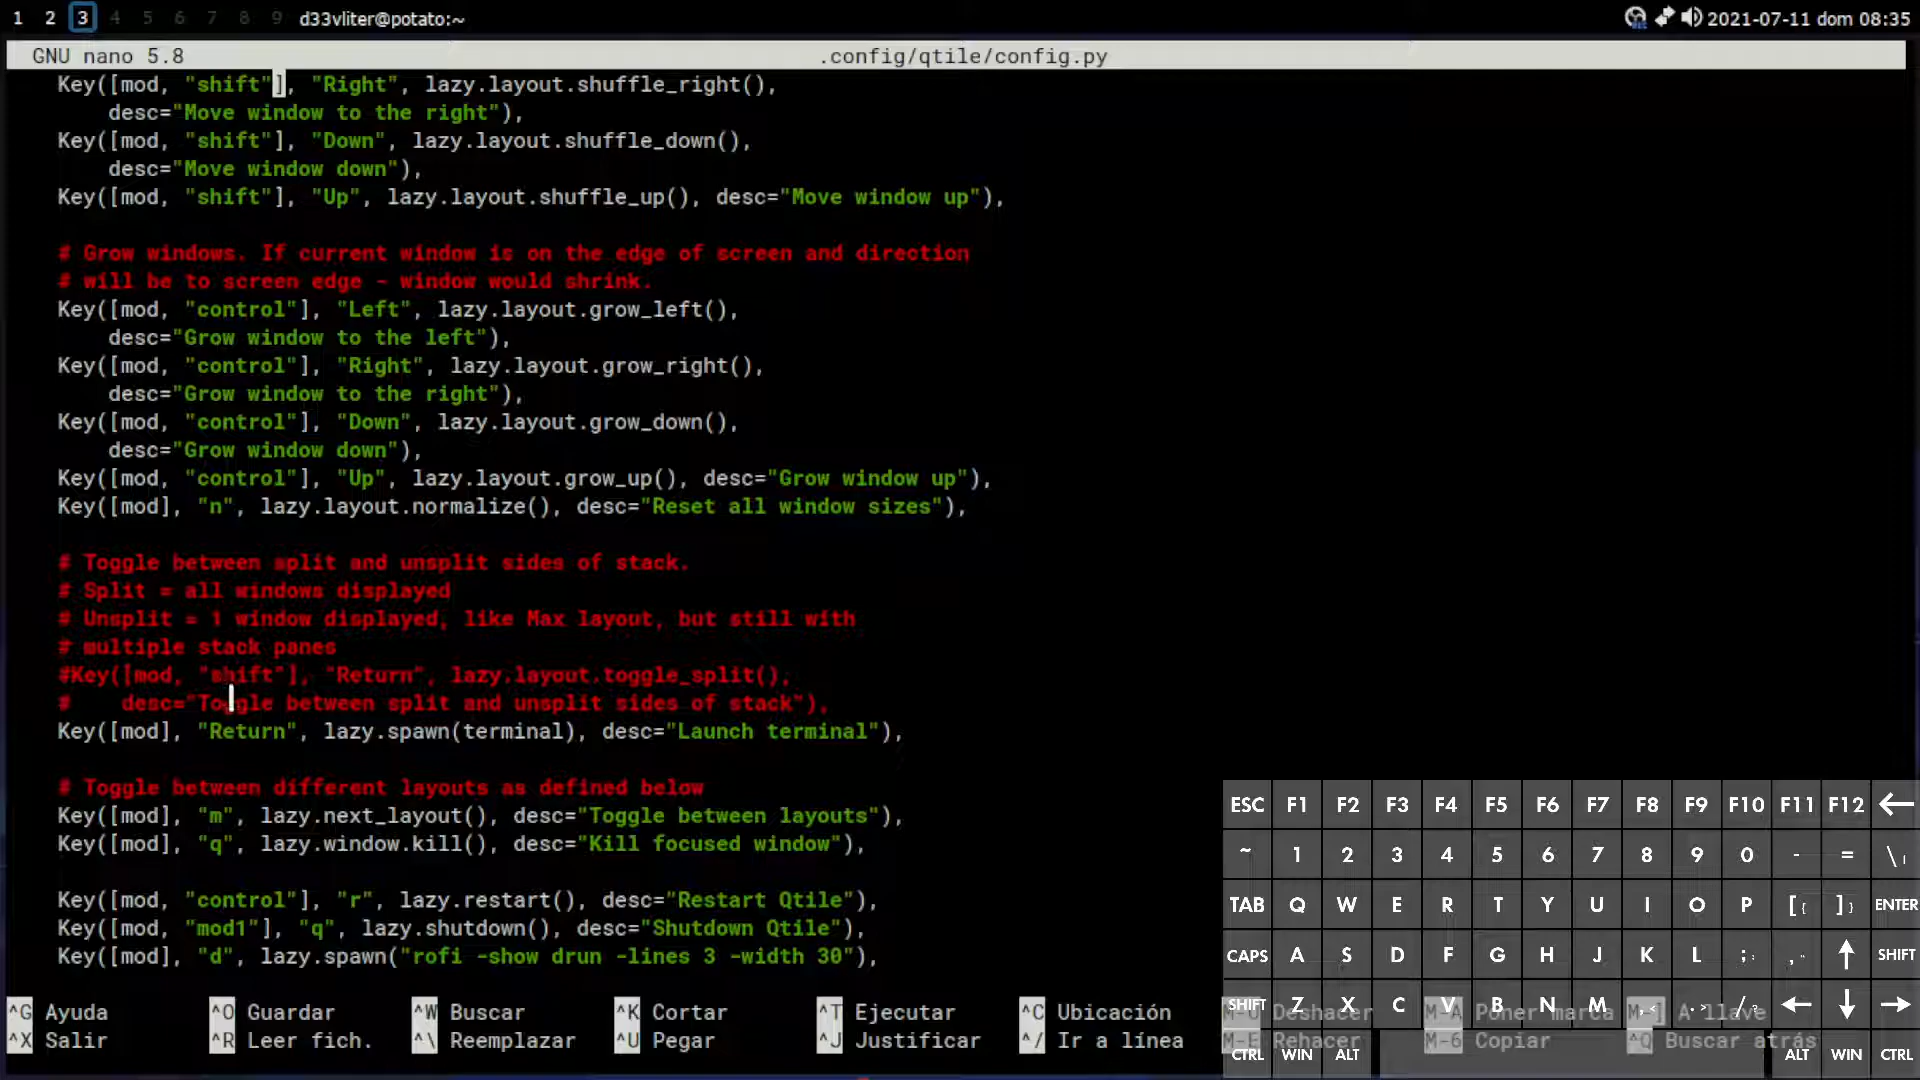 1 2 3 4 5 6 7 8 9 d33vliter@potato:~ 2021-07-11 dom 08:35
GNU nano 5.8 .config/qtile/config.py
Key([mod, "shift"], "Right", lazy.layout.shuffle_right(),
desc="Move window to the right"),
Key([mod, "shift"], "Down", lazy.layout.shuffle_down(),
desc="Move window down"),
Key([mod, "shift"], "Up", lazy.layout.shuffle_up(), desc="Move window up"),
# Grow windows. If current window is on the edge of screen and direction
# will be to screen edge - window would shrink.
Key([mod, "control"], "Left", lazy.layout.grow_left(),
desc="Grow window to the left"),
Key([mod, "control"], "Right", lazy.layout.grow_right(),
desc="Grow window to the right"),
Key([mod, "control"], "Down", lazy.layout.grow_down(),
desc="Grow window down"),
Key([mod, "control"], "Up", lazy.layout.grow_up(), desc="Grow window up"),
Key([mod], "n", lazy.layout.normalize(), desc="Reset all window sizes"),
# Toggle between split and unsplit sides of stack.
# Split = all windows displayed
# Unsplit = 1 window displayed, like Max layout, but still with
# multiple stack panes
#Key([mod, "shift"], "Return", lazy.layout.toggle_split(),
# desc="Toggle between split and unsplit sides of stack"),
Key([mod], "Return", lazy.spawn(terminal), desc="Launch terminal"),
# Toggle between different layouts as defined below
Key([mod], "m", lazy.next_layout(), desc="Toggle between layouts"),
Key([mod], "q", lazy.window.kill(), desc="Kill focused window"),
Key([mod, "control"], "r", lazy.restart(), desc="Restart Qtile"),
Key([mod, "mod1"], "q", lazy.shutdown(), desc="Shutdown Qtile"),
Key([mod], "d", lazy.spawn("rofi -show drun -lines 3 -width 30"),
^G Ayuda ^O Guardar ^W Buscar ^K Cortar ^T Ejecutar ^C Ubicación M-U Deshacer M-A Poner marca M-] A llave
^X Salir ^R Leer fich. ^\ Reemplazar ^U Pegar ^J Justificar ^/ Ir a línea M-E Rehacer M-6 Copiar ^Q Buscar atrás
ESC F1 F2 F3 F4 F5 F6 F7 F8 F9 F10 F11 F12 ←
~ 1 2 3 4 5 6 7 8 9 0 - = \ |
TAB Q W E R T Y U I O P [ { ] } ENTER
CAPS A S D F G H J K L ; : , " ↑ SHIFT
SHIFT Z X C V B N M , < . > / ? ← ↓ →
CTRL WIN ALT ALT WIN CTRL